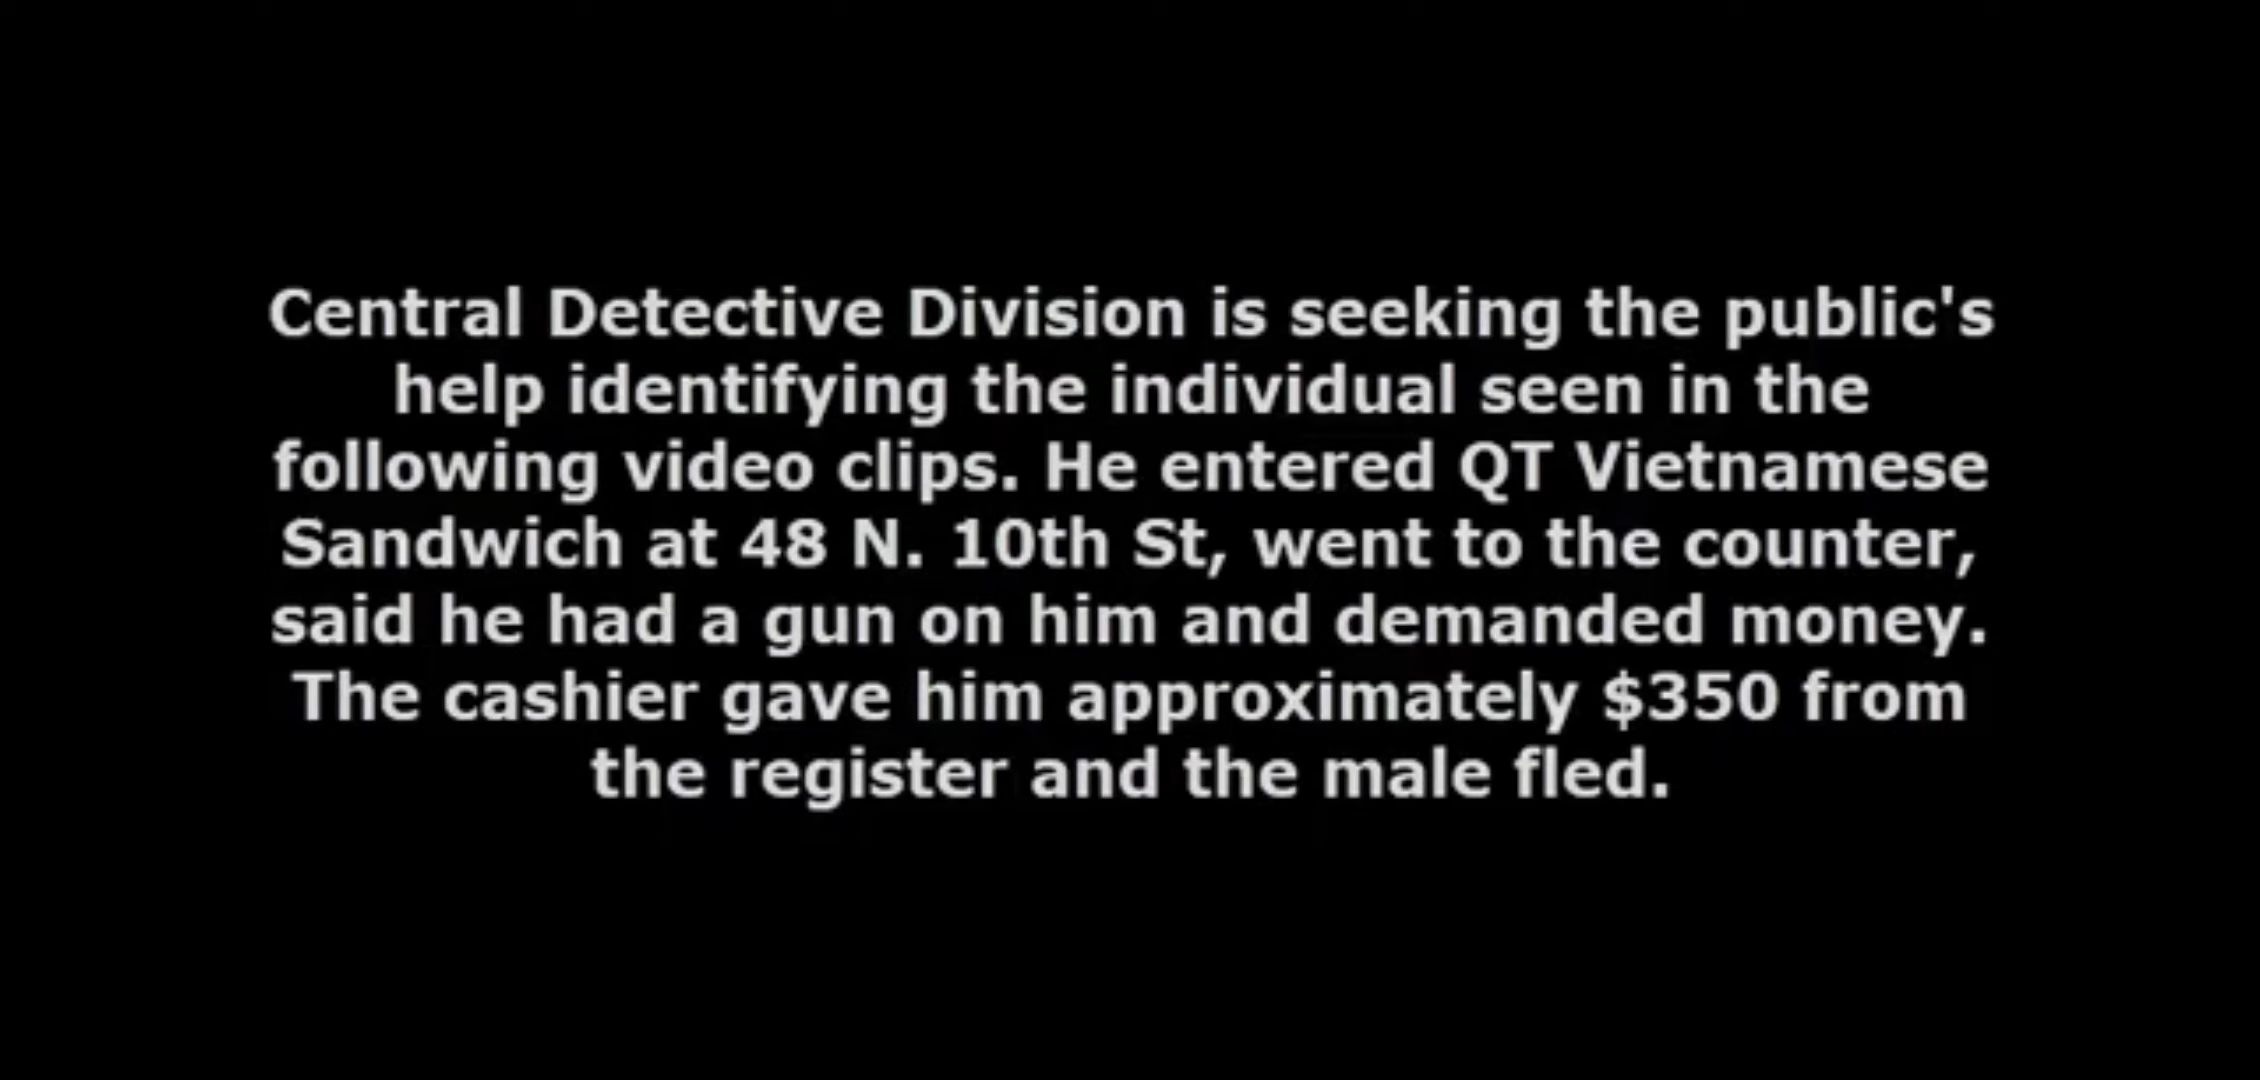 Central Detective Division is seeking the public's
help identifying the individual seen in the
following video clips. He entered QT Vietnamese
Sandwich at 48 N. 10th St, went to the counter,
said he had a gun on him and demanded money.
The cashier gave him approximately $350 from
the register and the male fled.